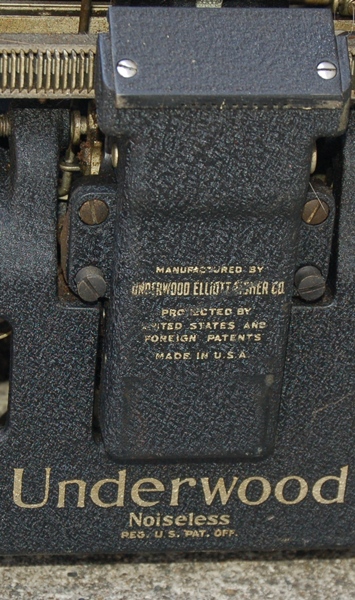 MANUFACTURED BY
UNDERWOOD ELLIOTT FISHER CO.
PROTECTED BY
UNITED STATES AND
FOREIGN PATENTS
MADE IN U.S.A
Underwood
Noiseless
REG. U.S. PAT. OFF.